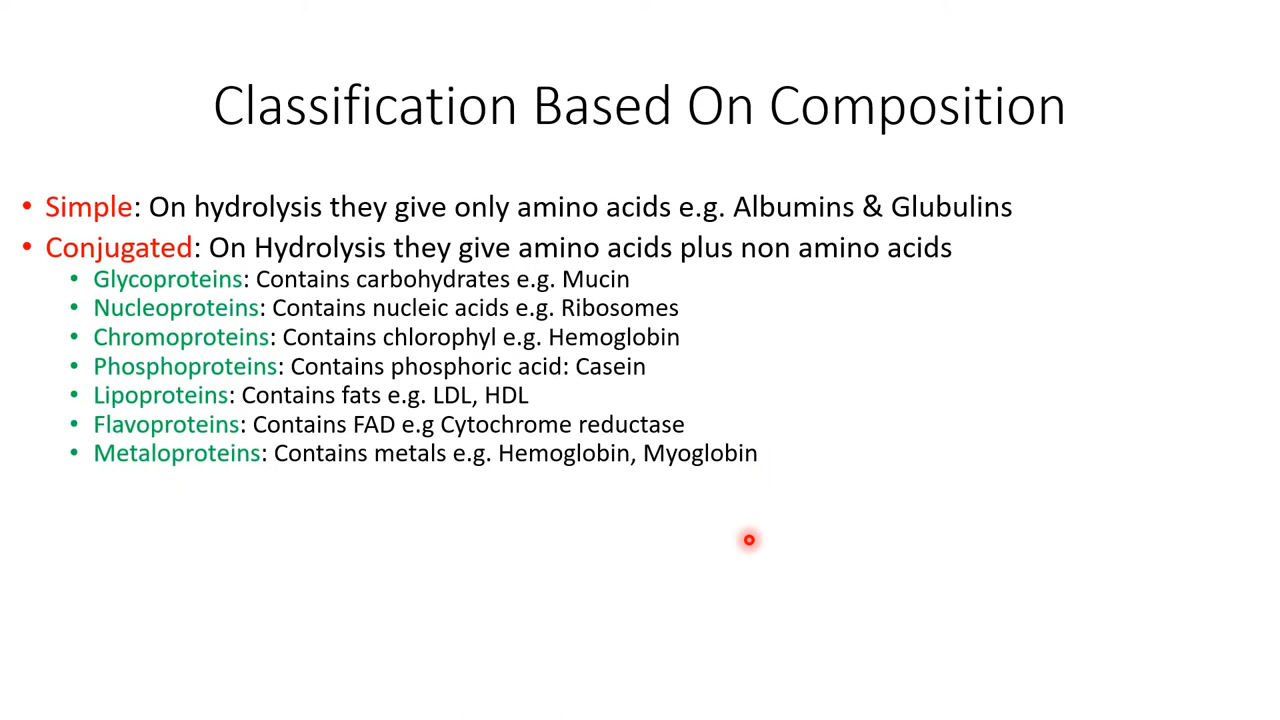 Classification Based On Composition
• Simple: On hydrolysis they give only amino acids e.g. Albumins & Glubulins
• Conjugated: On Hydrolysis they give amino acids plus non amino acids
• Glycoproteins: Contains carbohydrates e.g. Mucin
• Nucleoproteins: Contains nucleic acids e.g. Ribosomes
• Chromoproteins: Contains chlorophyl e.g. Hemoglobin
• Phosphoproteins: Contains phosphoric acid: Casein
• Lipoproteins: Contains fats e.g. LDL, HDL
• Flavoproteins: Contains FAD e.g Cytochrome reductase
• Metaloproteins: Contains metals e.g. Hemoglobin, Myoglobin